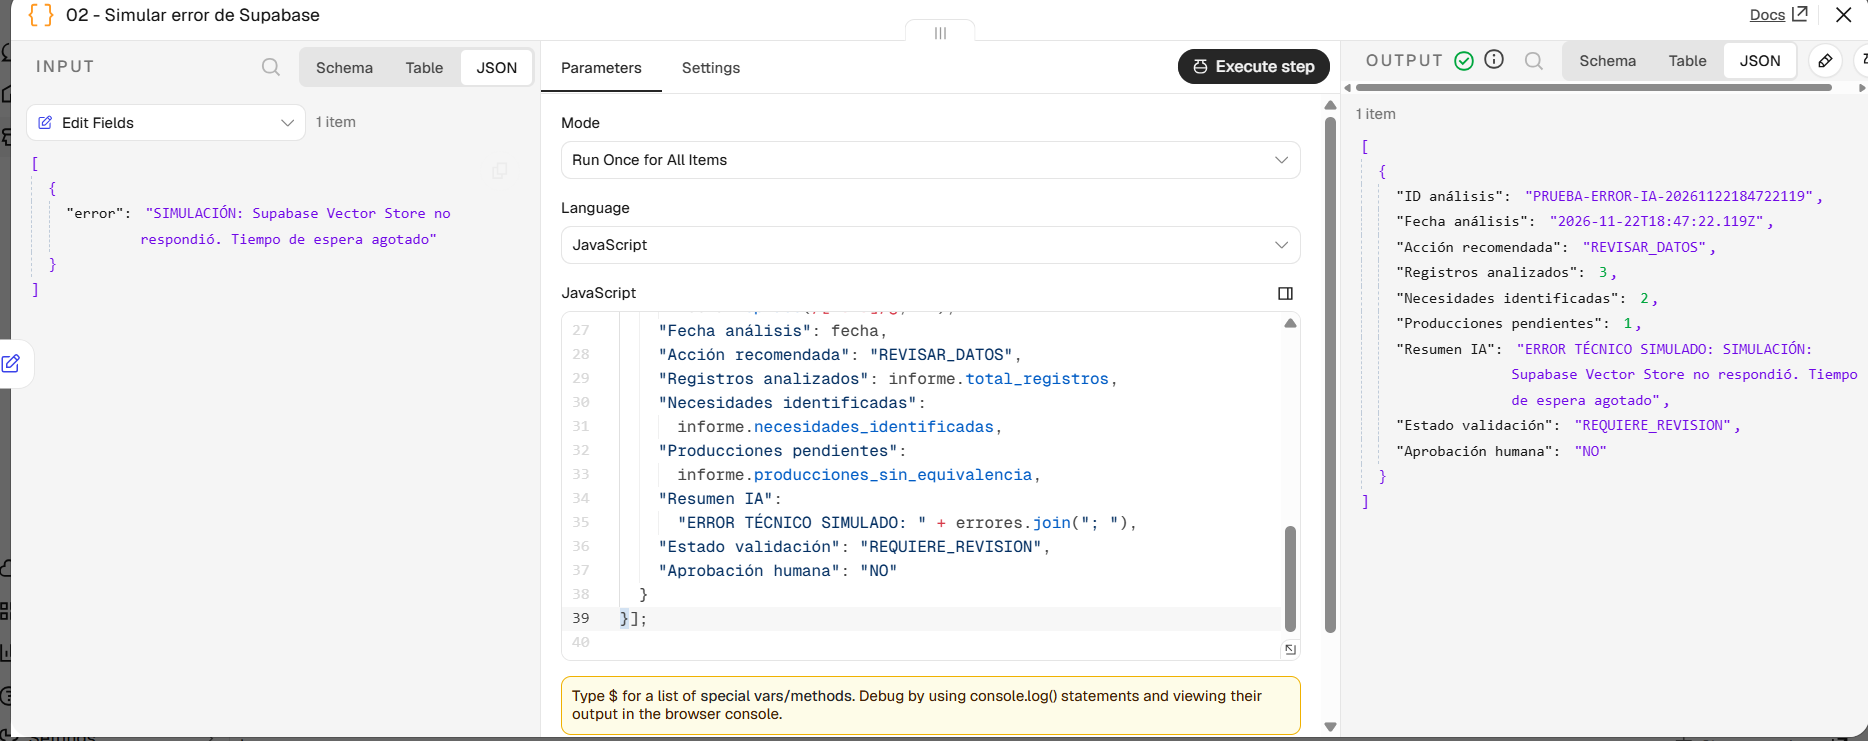 { } 02 - Simular error de Supabase
Docs
INPUT
Schema Table JSON
Edit Fields
1 item
[
{
"error": "SIMULACIÓN: Supabase Vector Store no
respondió. Tiempo de espera agotado"
}
]
Parameters Settings
Execute step
Mode
Run Once for All Items
Language
JavaScript
JavaScript
27 "Fecha análisis": fecha,
28 "Acción recomendada": "REVISAR_DATOS",
29 "Registros analizados": informe.total_registros,
30 "Necesidades identificadas":
31 informe.necesidades_identificadas,
32 "Producciones pendientes":
33 informe.producciones_sin_equivalencia,
34 "Resumen IA":
35 "ERROR TÉCNICO SIMULADO: " + errores.join("; "),
36 "Estado validación": "REQUIERE_REVISION",
37 "Aprobación humana": "NO"
38 }
39 }];
40
Type $ for a list of special vars/methods. Debug by using console.log() statements and viewing their
output in the browser console.
OUTPUT
Schema Table JSON
1 item
[
{
"ID análisis": "PRUEBA-ERROR-IA-20261122184722119",
"Fecha análisis": "2026-11-22T18:47:22.119Z",
"Acción recomendada": "REVISAR_DATOS",
"Registros analizados": 3,
"Necesidades identificadas": 2,
"Producciones pendientes": 1,
"Resumen IA": "ERROR TÉCNICO SIMULADO: SIMULACIÓN:
Supabase Vector Store no respondió. Tiempo
de espera agotado",
"Estado validación": "REQUIERE_REVISION",
"Aprobación humana": "NO"
}
]